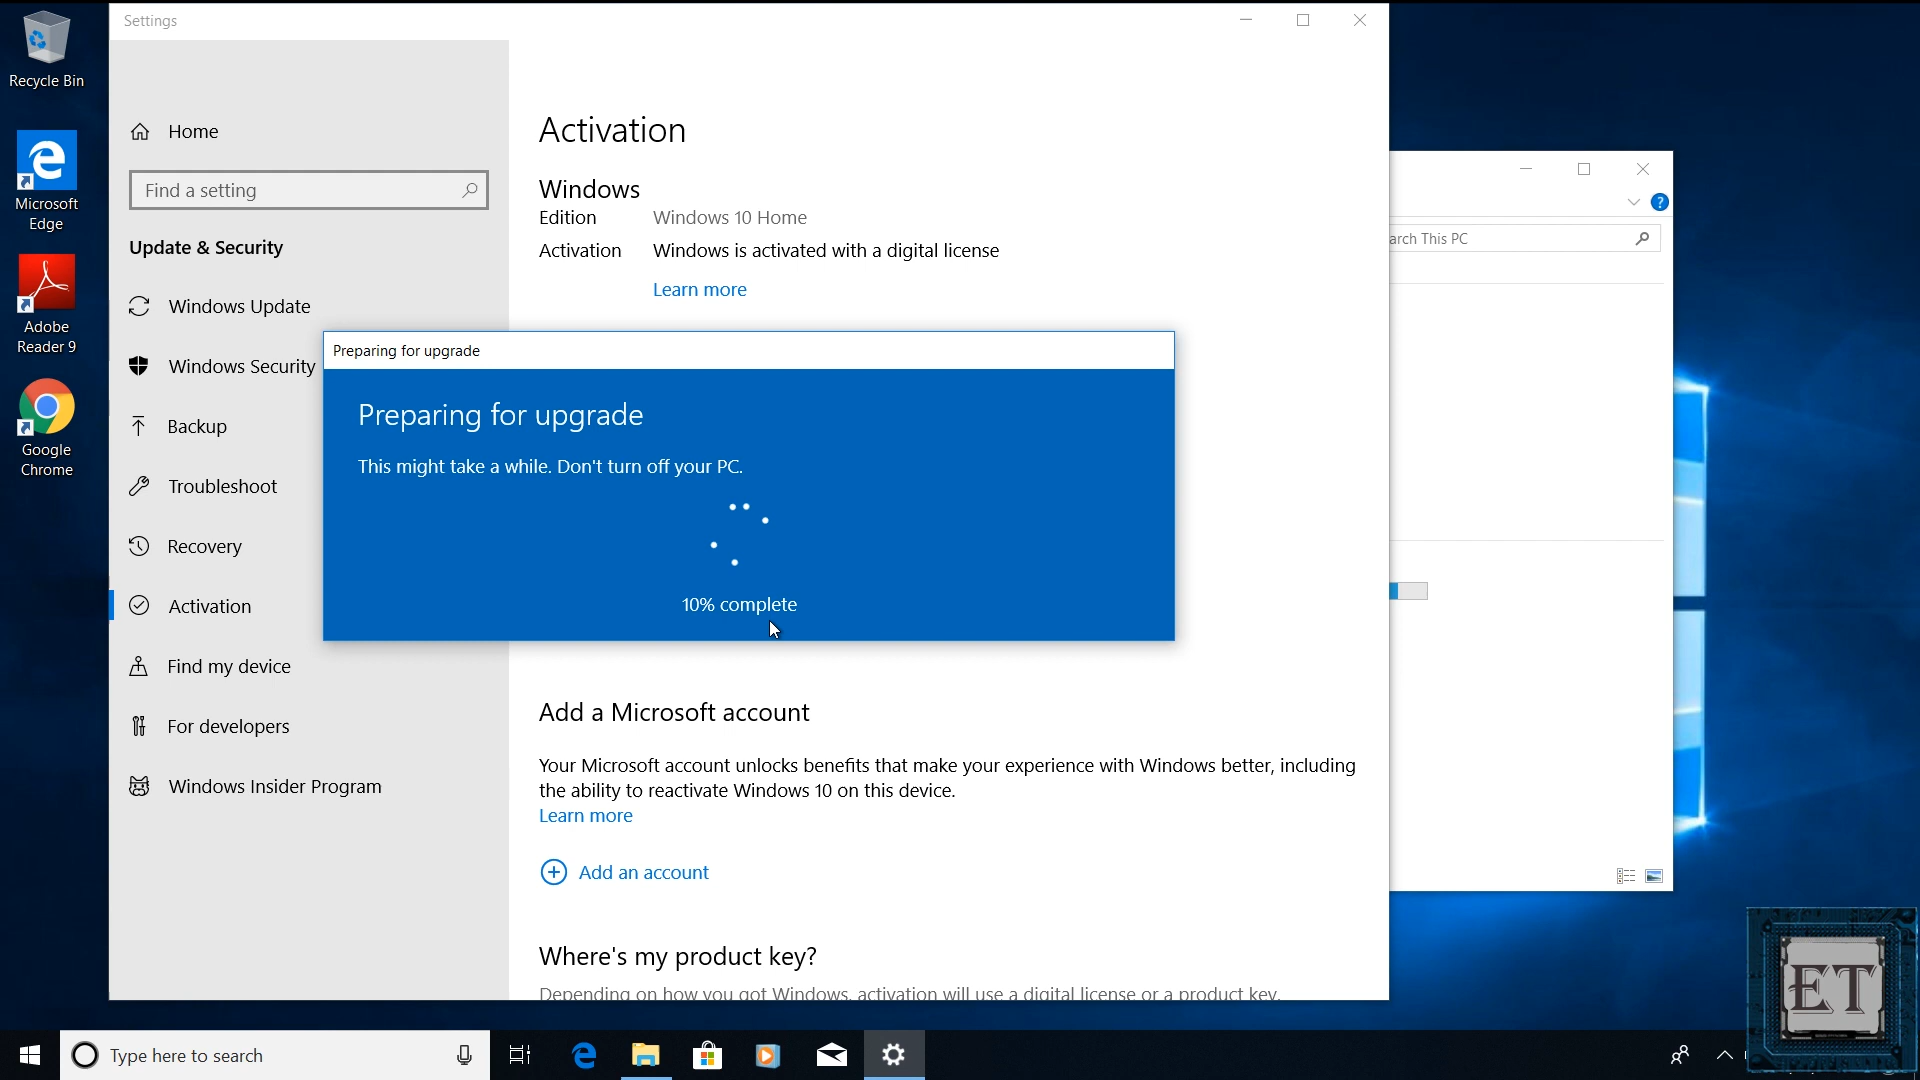 Settings
Recycle Bin
Microsoft
Edge
Adobe
Reader 9
Google
Chrome
Home
Find a setting
Update & Security
Windows Update
Windows Security
Backup
Troubleshoot
Recovery
Activation
Find my device
For developers
Windows Insider Program
Activation
Windows
Edition Windows 10 Home
Activation Windows is activated with a digital license
Learn more
Preparing for upgrade
Preparing for upgrade
This might take a while. Don't turn off your PC.
10% complete
Add a Microsoft account
Your Microsoft account unlocks benefits that make your experience with Windows better, including
the ability to reactivate Windows 10 on this device.
Learn more
Add an account
Where's my product key?
Depending on how you got Windows, activation will use a digital license or a product key.
?
arch This PC
Type here to search
ET